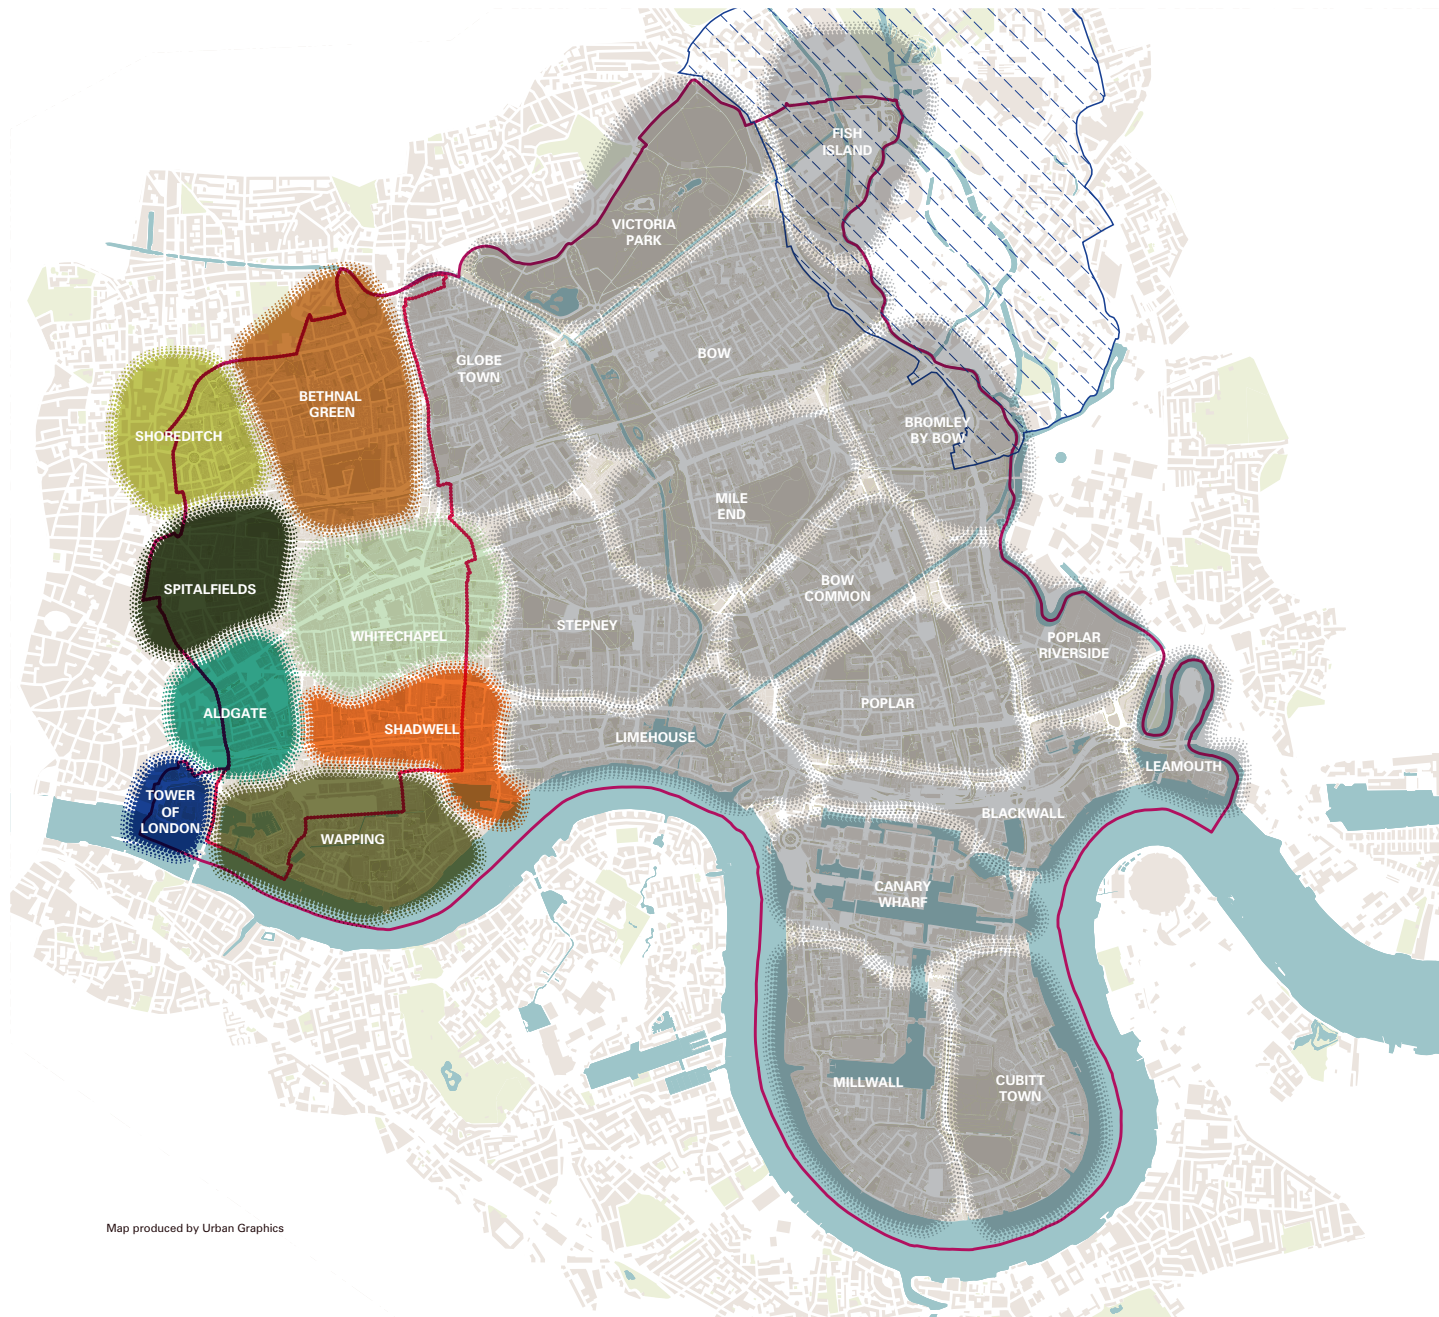 FISH
ISLAND
VICTORIA
PARK
GLOBE
TOWN
BOW
BETHNAL
GREEN
SHOREDITCH
BROMLEY
BY BOW
MILE
END
SPITALFIELDS
BOW
COMMON
WHITECHAPEL
STEPNEY
POPLAR
RIVERSIDE
ALDGATE
SHADWELL
LIMEHOUSE
POPLAR
LEAMOUTH
TOWER
OF
LONDON
WAPPING
BLACKWALL
CANARY
WHARF
MILLWALL
CUBITT
TOWN
Map produced by Urban Graphics